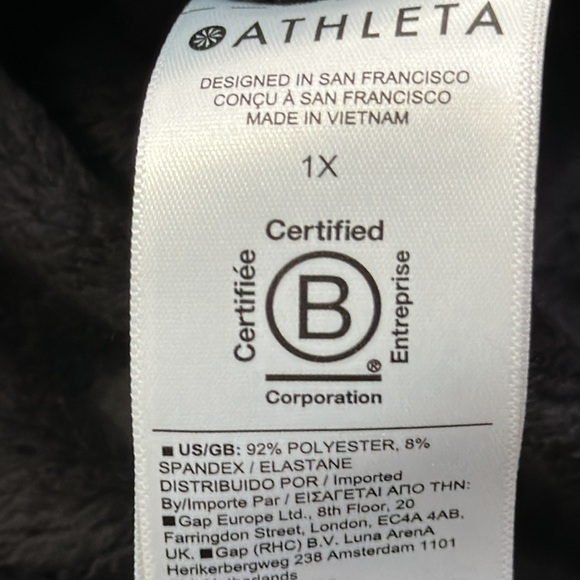 ATHLETA
DESIGNED IN SAN FRANCISCO
CONÇU À SAN FRANCISCO
MADE IN VIETNAM
1X
Certified
Certifiée
B
Entreprise
®
Corporation
■ US/GB: 92% POLYESTER, 8%
SPANDEX / ELASTANE
DISTRIBUIDO POR / Imported
By/Importe Par / ΕΙΣΑΓΕΤΑΙ ΑΠΟ ΤΗΝ:
■Gap Europe Ltd., 8th Floor, 20
Farringdon Street, London, EC4A 4AB,
UK. ■Gap (RHC) B.V. Luna ArenA
Herikerbergweg 238 Amsterdam 1101
Netherlands